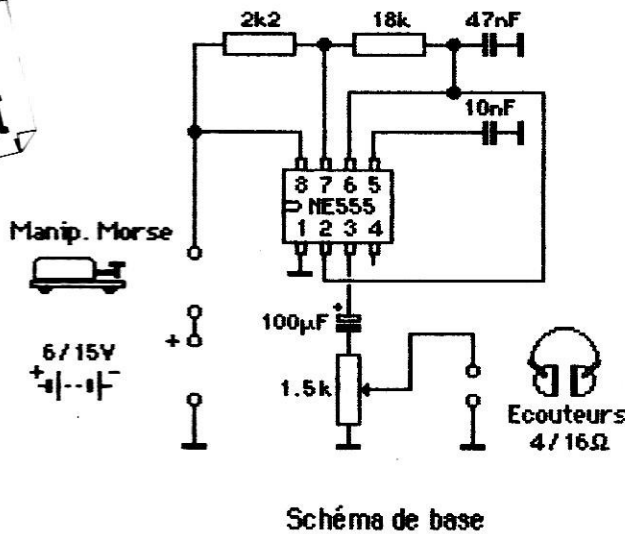 2k2 18k 47nF
10nF
8 7 6 5
NE555
1 2 3 4
Manip. Morse
100µF
+
6/15V
+ -
+
1.5k
Ecouteurs
4/16Ω
Schéma de base